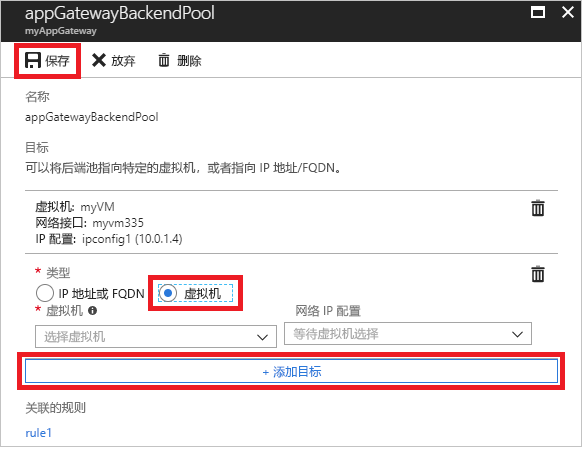 appGatewayBackendPool
myAppGateway
保存 放弃 删除
名称
appGatewayBackendPool
目标
可以将后端池指向特定的虚拟机，或者指向 IP 地址/FQDN。
虚拟机: myVM
网络接口: myvm335
IP 配置: ipconfig1 (10.0.1.4)
* 类型
IP 地址或 FQDN 虚拟机
* 虚拟机 网络 IP 配置
选择虚拟机 等待虚拟机选择
+ 添加目标
关联的规则
rule1